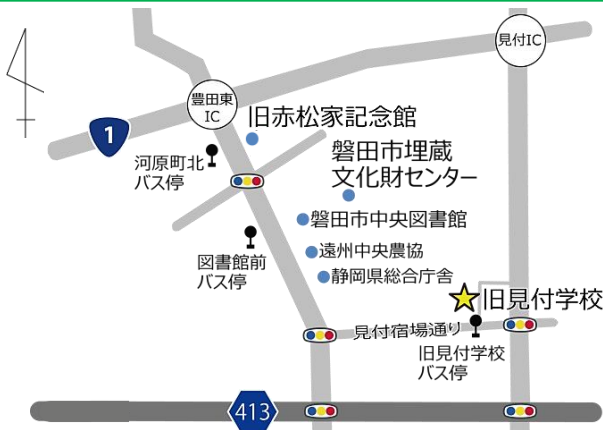 見付IC
豊田東
IC
1
旧赤松家記念館
河原町北
バス停
磐田市埋蔵
文化財センター
磐田市中央図書館
図書館前
バス停
遠州中央農協
静岡県総合庁舎
旧見付学校
見付宿場通り
旧見付学校
バス停
413